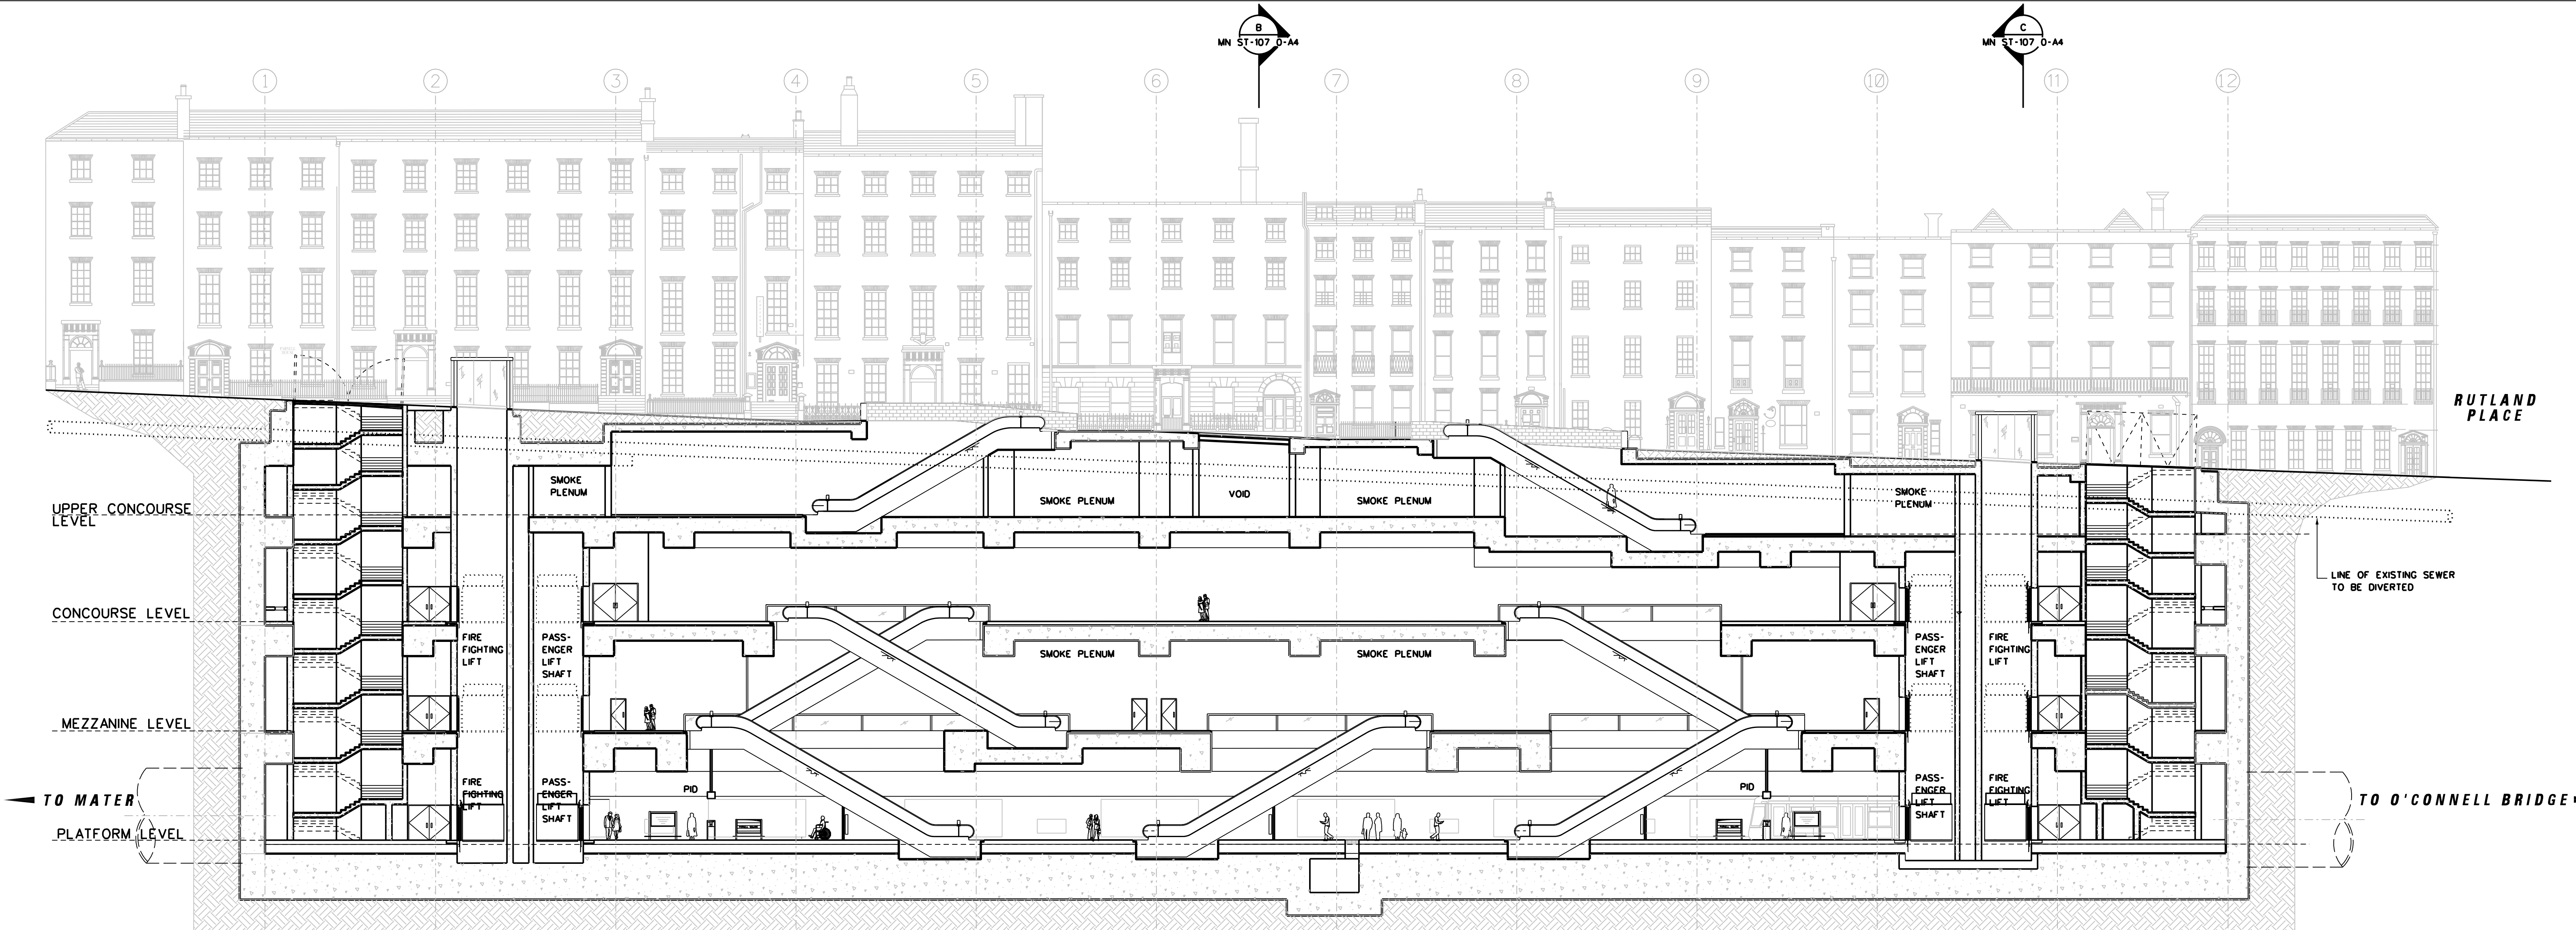 B
MN ST-107 0-A4
C
MN ST-107 0-A4
1 2 3 4 5 6 7 8 9 10 11 12
RUTLAND
PLACE
SMOKE
PLENUM
SMOKE PLENUM
VOID
SMOKE PLENUM
SMOKE
PLENUM
UPPER CONCOURSE
LEVEL
LINE OF EXISTING SEWER
TO BE DIVERTED
CONCOURSE LEVEL
FIRE
FIGHTING
LIFT
PASS-
ENGER
LIFT
SHAFT
SMOKE PLENUM
SMOKE PLENUM
PASS-
ENGER
LIFT
SHAFT
FIRE
FIGHTING
LIFT
MEZZANINE LEVEL
FIRE
FIGHTING
LIFT
PASS-
ENGER
LIFT
SHAFT
PID
PID
PASS-
ENGER
LIFT
SHAFT
FIRE
FIGHTING
LIFT
TO MATER
TO O'CONNELL BRIDGE
PLATFORM LEVEL